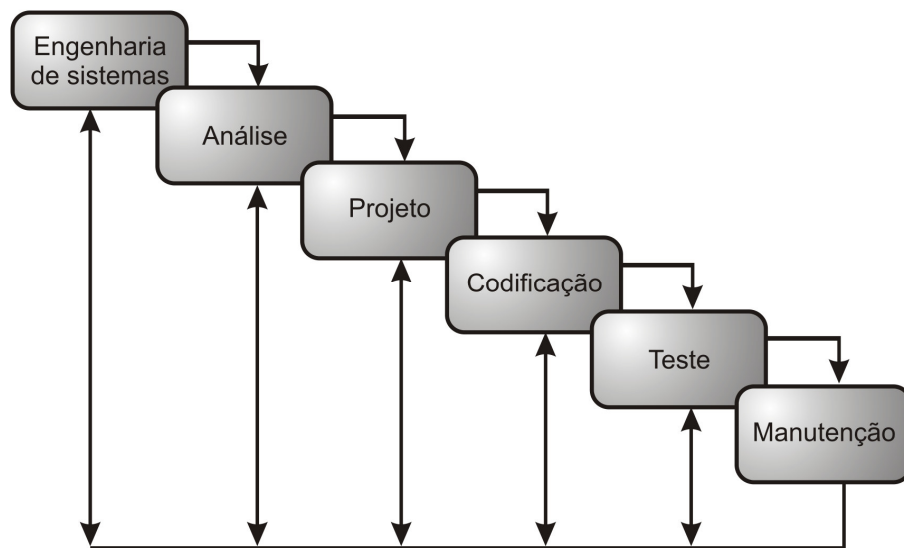 Engenharia
de sistemas
Análise
Projeto
Codificação
Teste
Manutenção